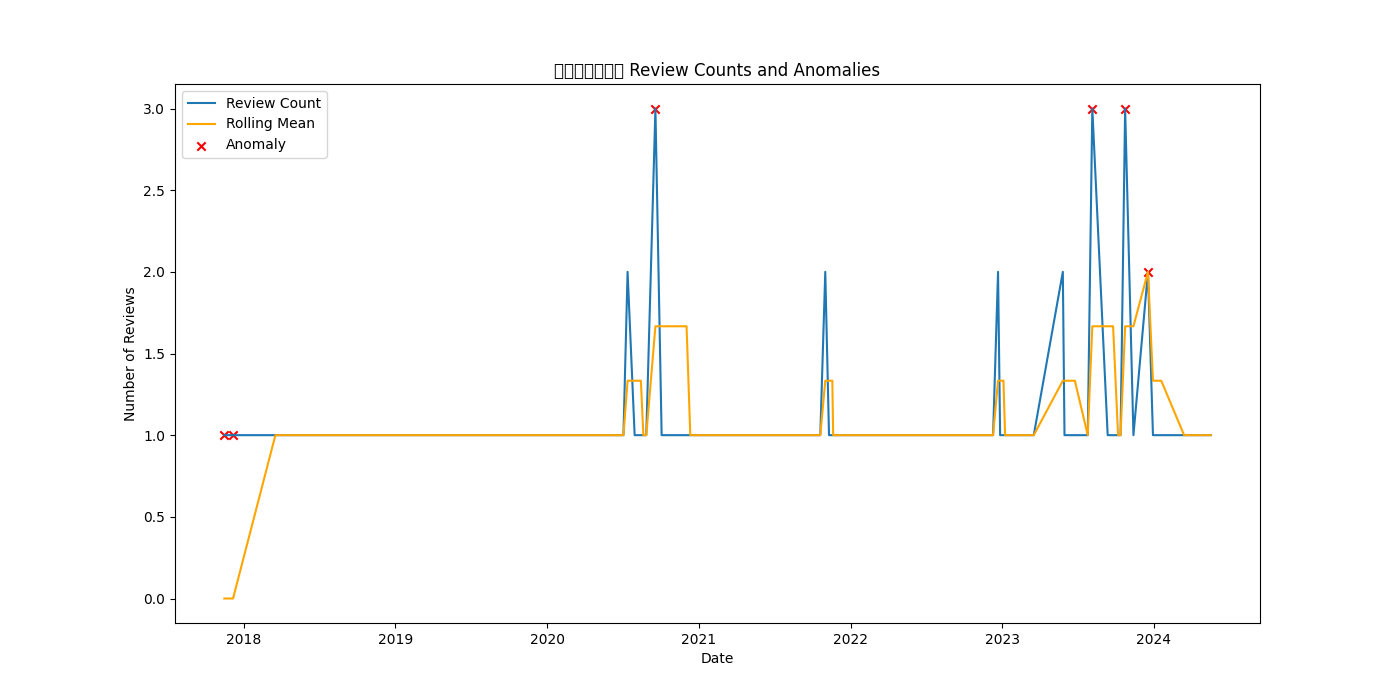 Review Counts and Anomalies
Review Count
Rolling Mean
Anomaly
3.0
2.5
2.0
1.5
1.0
0.5
0.0
Number of Reviews
2018 2019 2020 2021 2022 2023 2024
Date